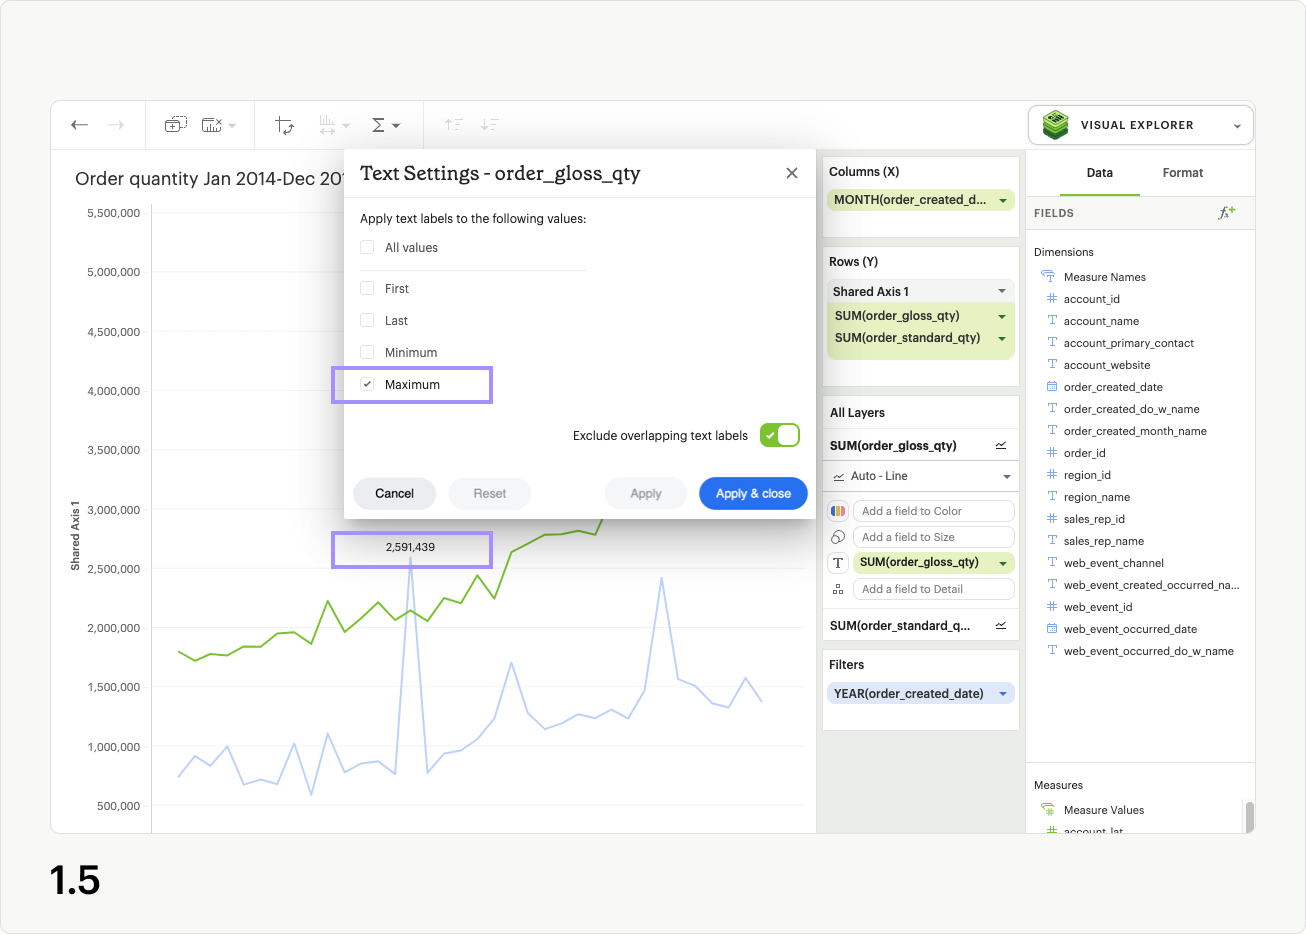 VISUAL EXPLORER
Order quantity Jan 2014-Dec 201
5,500,000
5,000,000
4,500,000
4,000,000
3,500,000
3,000,000
2,500,000
2,000,000
1,500,000
1,000,000
500,000
Shared Axis 1
2,591,439
Text Settings - order_gloss_qty
Apply text labels to the following values:
All values
First
Last
Minimum
Maximum
Exclude overlapping text labels
Cancel
Reset
Apply
Apply & close
Columns (X)
MONTH(order_created_d...
Rows (Y)
Shared Axis 1
SUM(order_gloss_qty)
SUM(order_standard_qty)
All Layers
SUM(order_gloss_qty)
Auto - Line
Add a field to Color
Add a field to Size
T SUM(order_gloss_qty)
Add a field to Detail
SUM(order_standard_q...
Filters
YEAR(order_created_date)
Data Format
FIELDS
Dimensions
Measure Names
account_id
account_name
account_primary_contact
account_website
order_created_date
order_created_do_w_name
order_created_month_name
order_id
region_id
region_name
sales_rep_id
sales_rep_name
web_event_channel
web_event_created_occurred_na...
web_event_id
web_event_occurred_date
web_event_occurred_do_w_name
Measures
Measure Values
account_lat
1.5